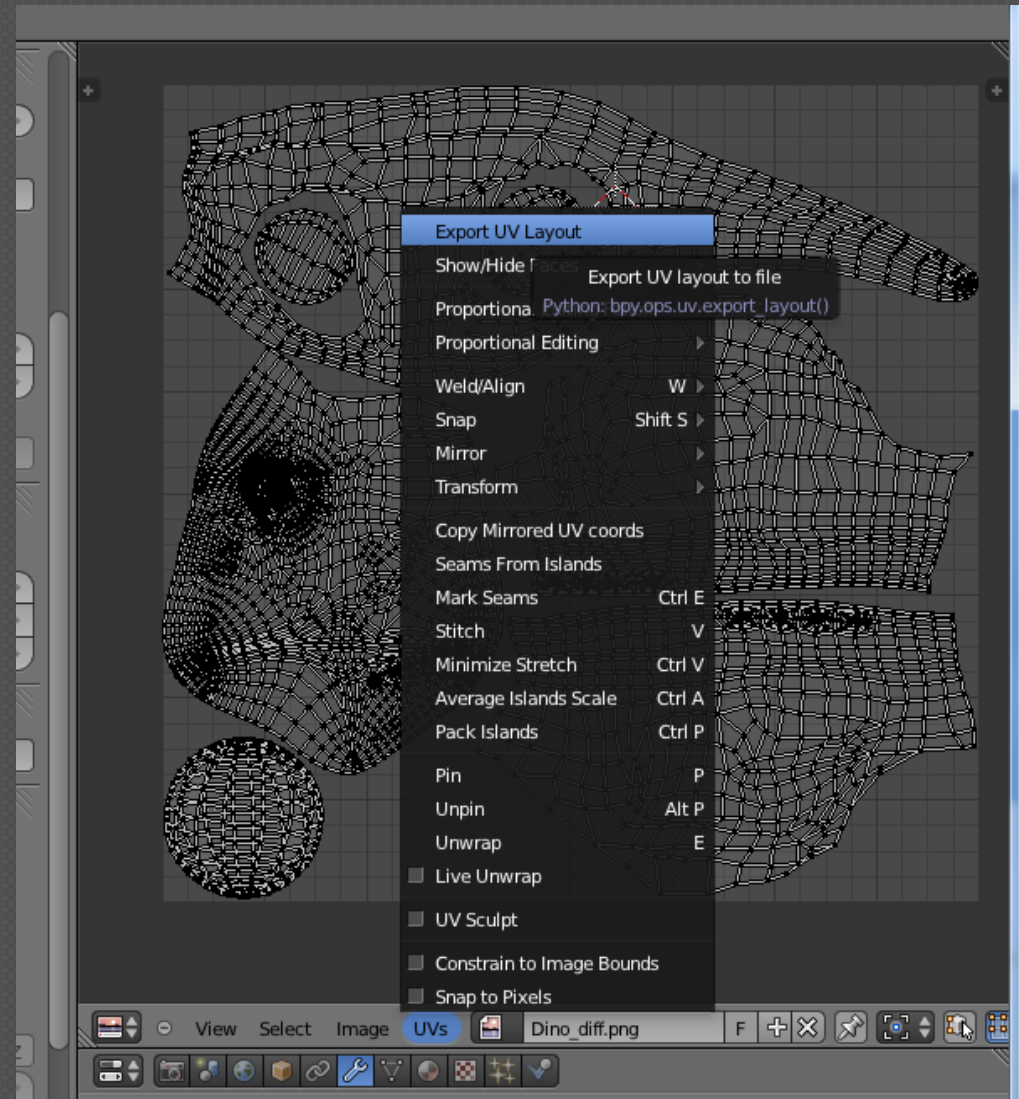 Export UV Layout
Show/Hide Faces
Export UV layout to file
Python: bpy.ops.uv.export_layout()
Proportional Editing
Weld/Align W
Snap Shift S
Mirror
Transform
Copy Mirrored UV coords
Seams From Islands
Mark Seams Ctrl E
Stitch V
Minimize Stretch Ctrl V
Average Islands Scale Ctrl A
Pack Islands Ctrl P
Pin P
Unpin Alt P
Unwrap E
Live Unwrap
UV Sculpt
Constrain to Image Bounds
Snap to Pixels
View Select Image UVs Dino_diff.png F